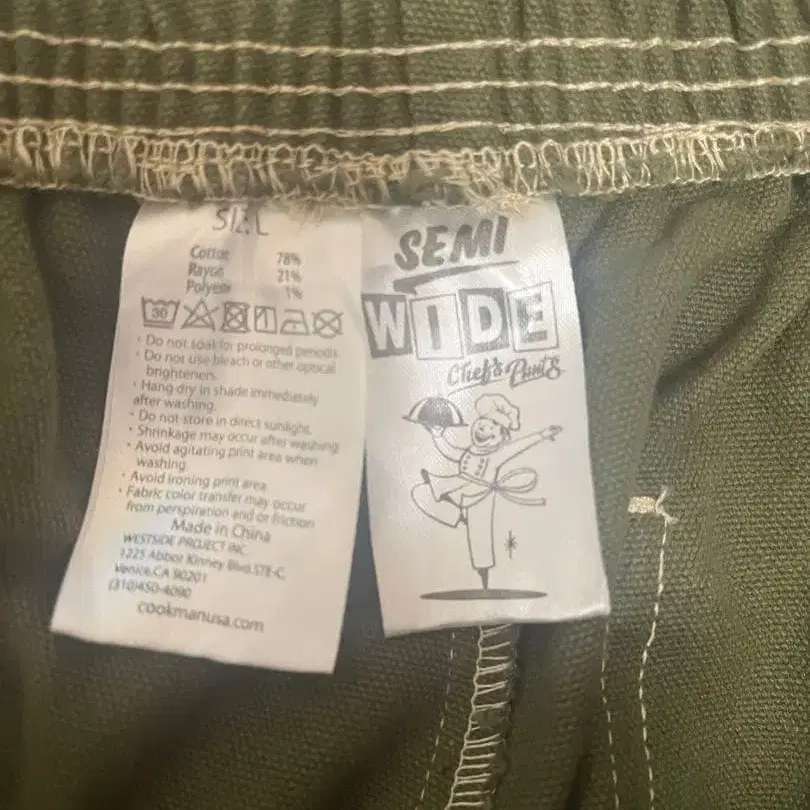 SIZ L
Cotton 78%
Rayon 21%
Polyester 1%
30
· Do not soak for prolonged periods.
· Do not use bleach or other optical
brighteners.
· Hang dry in shade immediately
after washing.
· Do not store in direct sunlight.
· Shrinkage may occur after washing
· Avoid agitating print area when
washing
· Avoid ironing print area
· Fabric color transfer may occur
from perspiration and or friction
Made in China
WESTSIDE PROJECT INC
1225 Abbot Kinney Blvd.STE-C,
Venice,CA 90201
(310)450-4090
cookmanusa.com
SEMI
WIDE
Chef's Pants